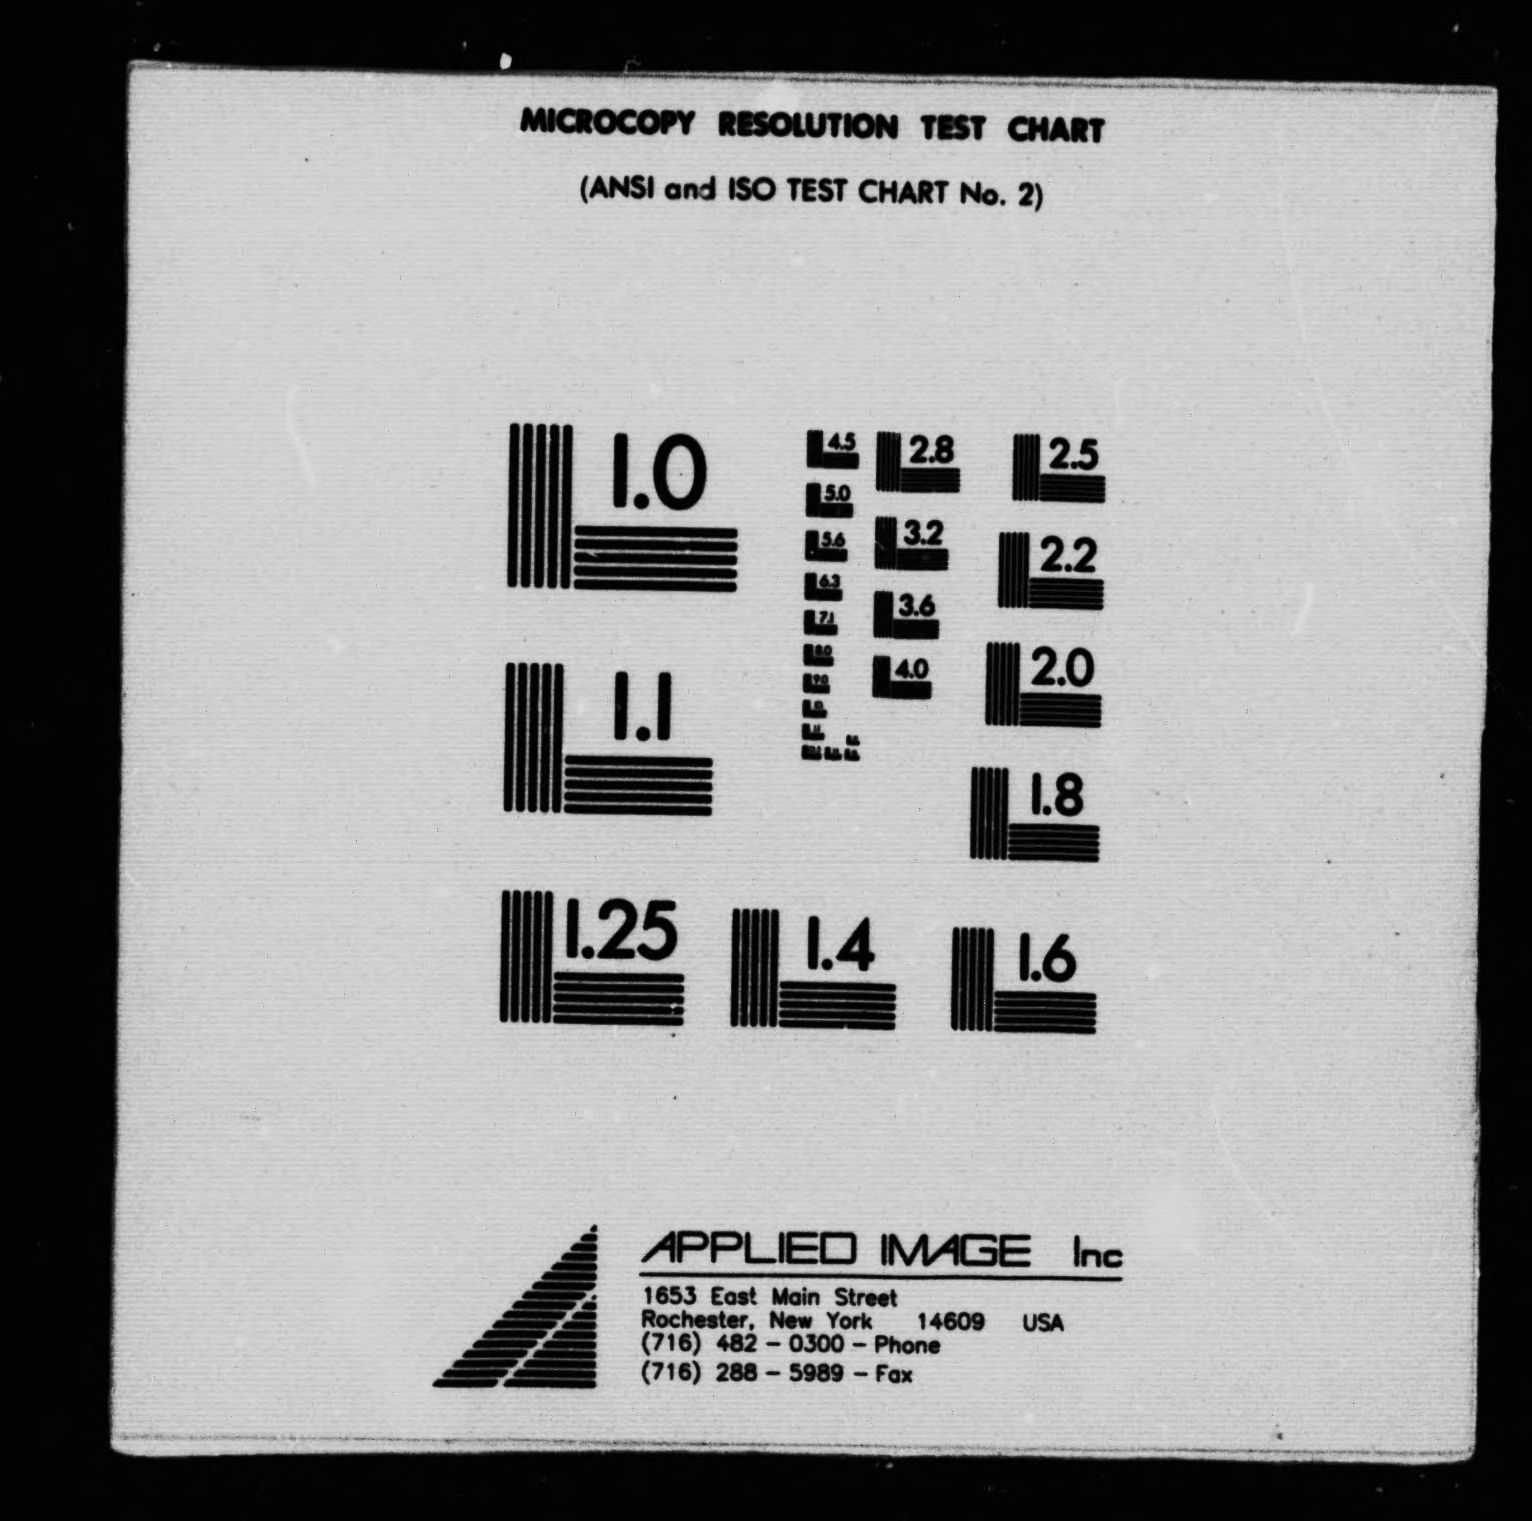 MICROCOPY RESOLUTION TEST CHART
(ANSI and ISO TEST CHART No. 2)
1.0
1.1
1.25
1.4
1.6
1.8
2.0
2.2
2.5
2.8
3.2
3.6
4.0
4.5
5.0
5.6
6.3
7.1
8.0
9.0
APPLIED IMAGE Inc
1653 East Main Street
Rochester, New York 14609 USA
(716) 482 - 0300 - Phone
(716) 288 - 5989 - Fax